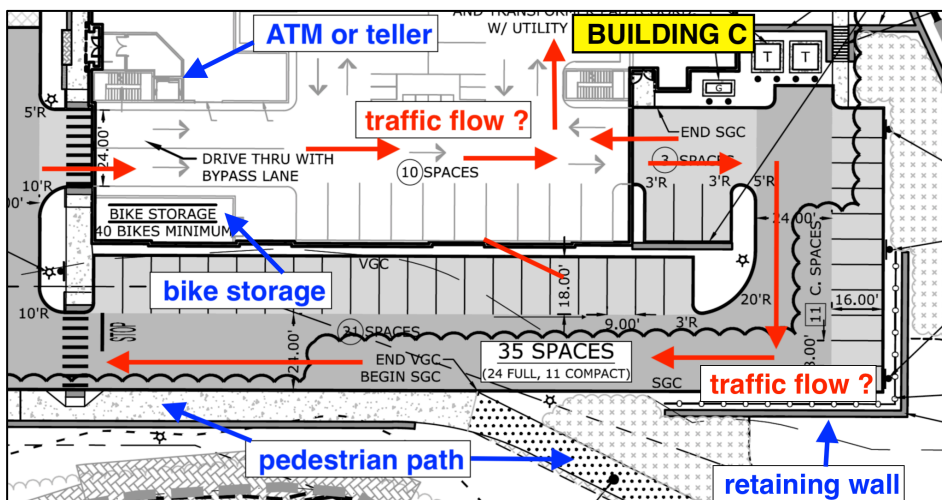 AND TRANSFORMER PAD COORD.
W/ UTILITY
ATM or teller
BUILDING C
T
T
G
5'R
traffic flow ?
END SGC
24.00'
DRIVE THRU WITH
BYPASS LANE
10 SPACES
3 SPACES
10'R
3'R
3'R
5'R
24.00'
BIKE STORAGE
40 BIKES MINIMUM
bike storage
VGC
18.00'
11 C. SPACES
20'R
16.00'
10'R
STOP
21 SPACES
9.00'
3'R
24.00'
END VGC
BEGIN SGC
35 SPACES
(24 FULL, 11 COMPACT)
SGC
traffic flow ?
pedestrian path
retaining wall